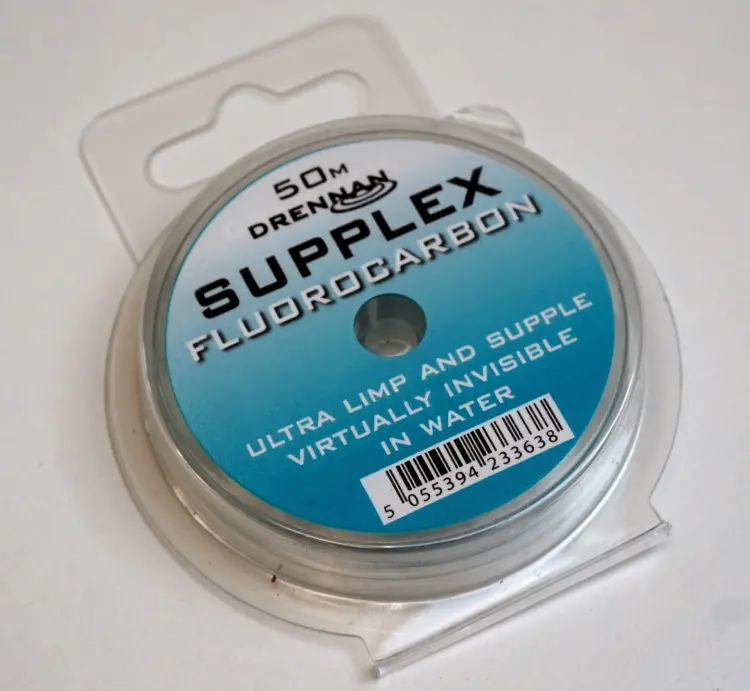 50M
DRENNAN
SUPPLEX
FLUOROCARBON
ULTRA LIMP AND SUPPLE
VIRTUALLY INVISIBLE
IN WATER
5 055394 233638